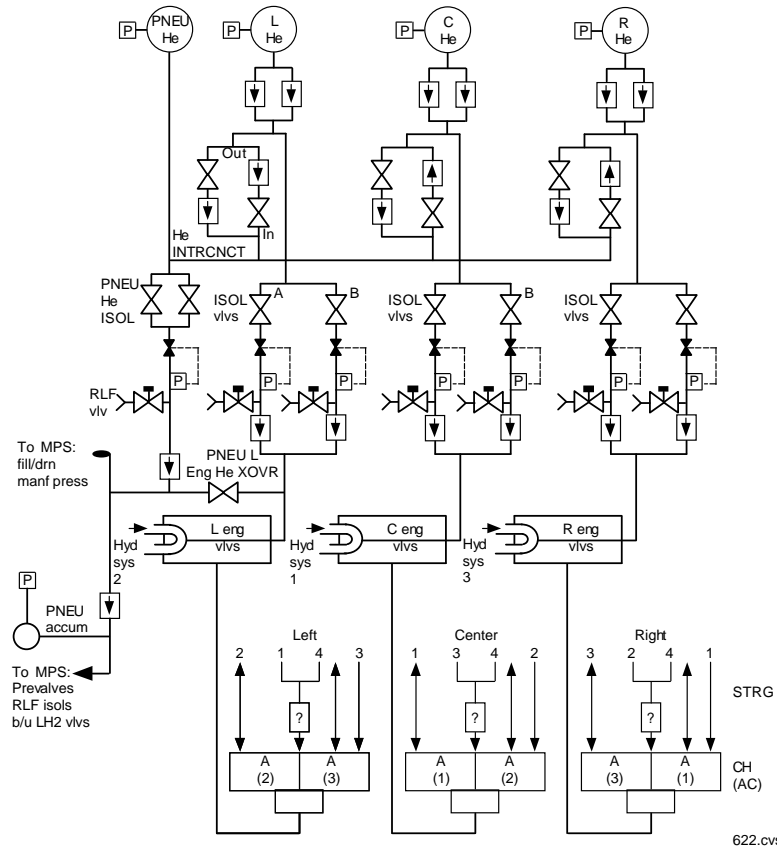 P
PNEU
He
P
L
He
P
C
He
P
R
He
Out
In
He
INTRCNCT
PNEU
He
ISOL
ISOL
vlvs
A
B
ISOL
vlvs
B
ISOL
vlvs
P
P
P
P
P
P
P
RLF
vlv
To MPS:
fill/drn
manf press
PNEU L
Eng He XOVR
Hyd
sys
2
L eng
vlvs
Hyd
sys
1
C eng
vlvs
Hyd
sys
3
R eng
vlvs
P
PNEU
accum
To MPS:
Prevalves
RLF isols
b/u LH2 vlvs
Left
2 1 4 3
?
A
(2)
A
(3)
Center
1 3 4 2
?
A
(1)
A
(2)
Right
3 2 4 1
?
A
(3)
A
(1)
STRG
CH
(AC)
622.cvs